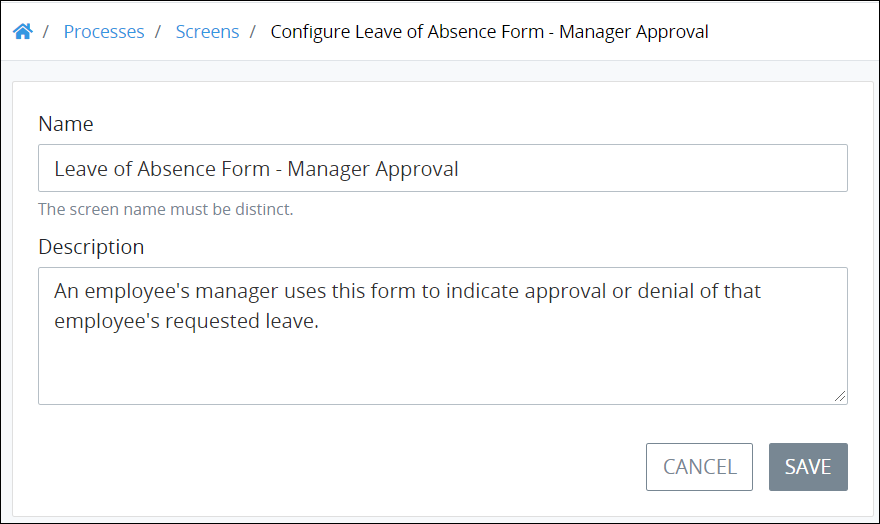 / Processes / Screens / Configure Leave of Absence Form - Manager Approval
Name
Leave of Absence Form - Manager Approval
The screen name must be distinct.
Description
An employee's manager uses this form to indicate approval or denial of that
employee's requested leave.
CANCEL SAVE